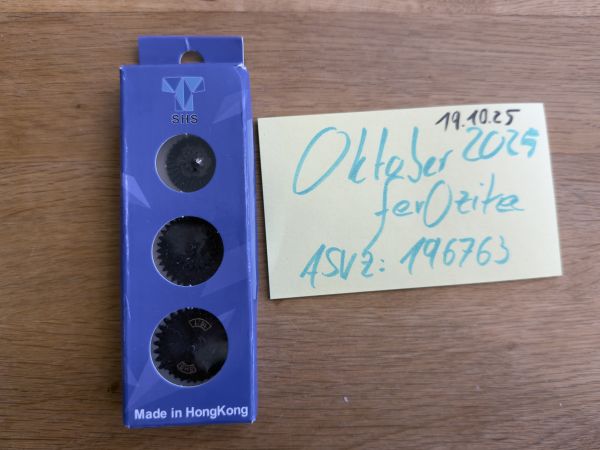 SHS
Made in HongKong
19.10.25
Oktober 2025
ferOzitea
ASVZ: 196763